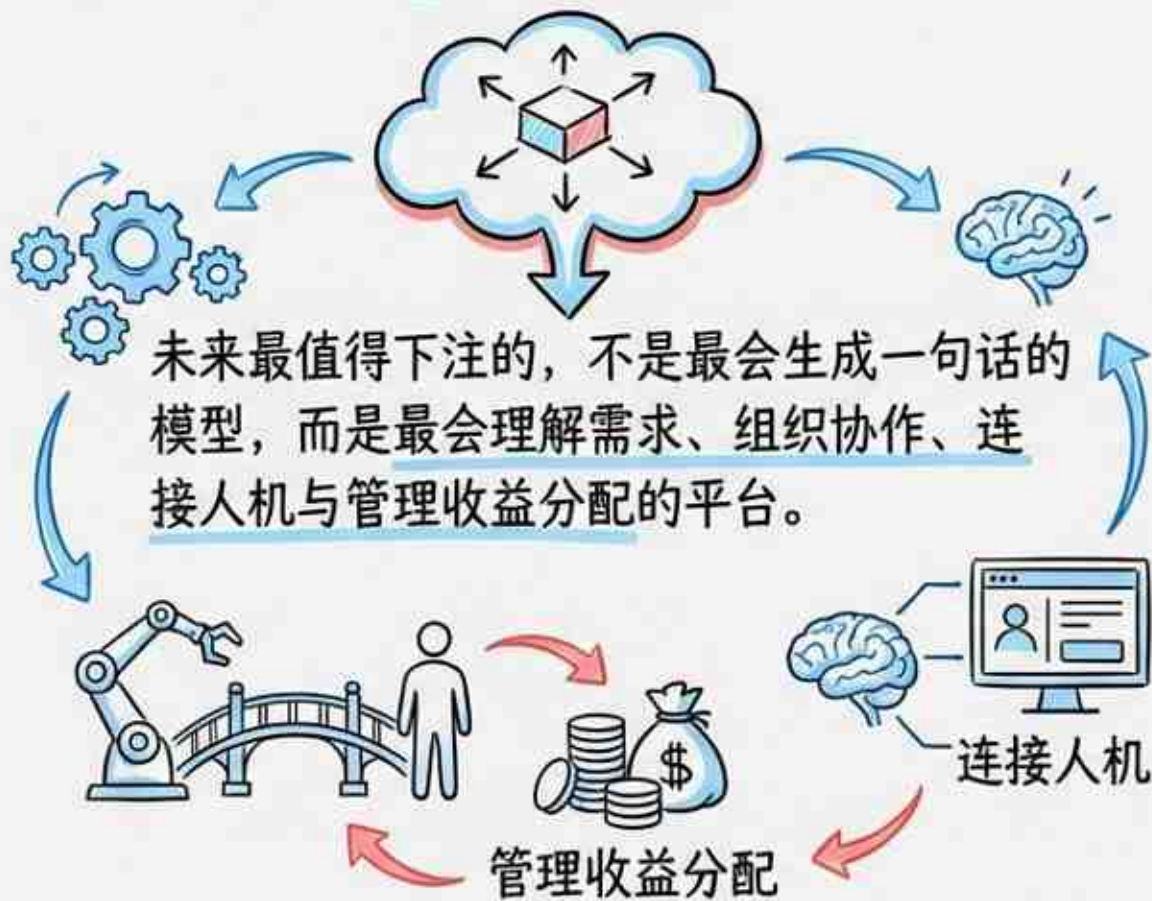 未来最值得下注的，不是最会生成一句话的
模型，而是最会理解需求、组织协作、连
接人机与管理收益分配的平台。
$
连接人机
管理收益分配